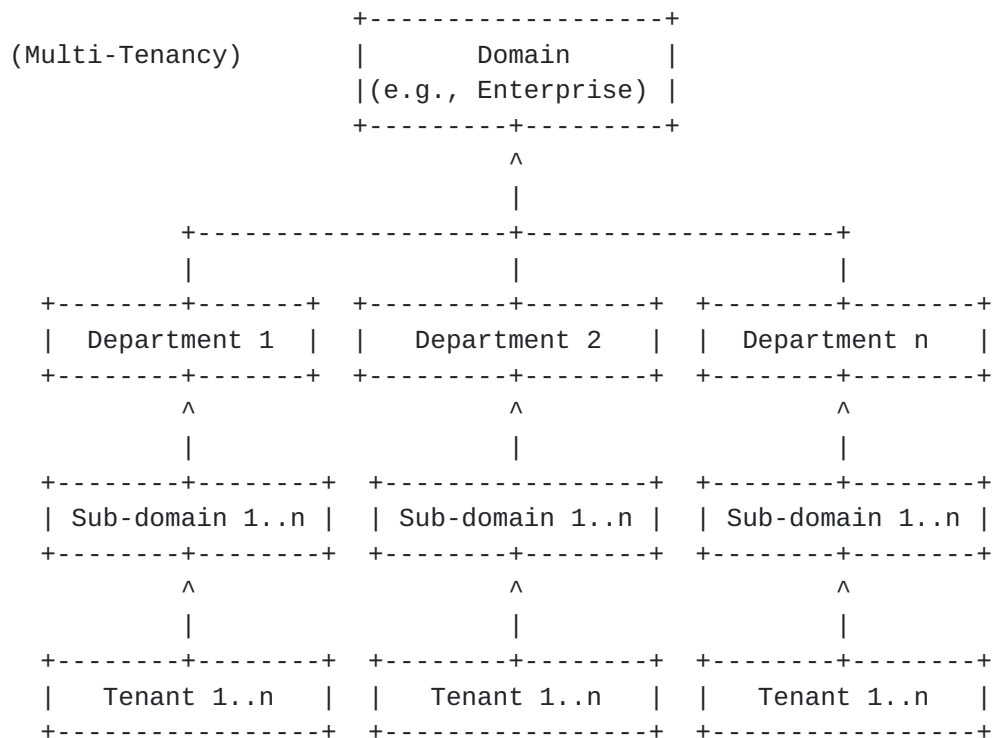 (Multi-Tenancy) Domain
(e.g., Enterprise)
Department 1 Department 2 Department n
Sub-domain 1..n Sub-domain 1..n Sub-domain 1..n
Tenant 1..n Tenant 1..n Tenant 1..n